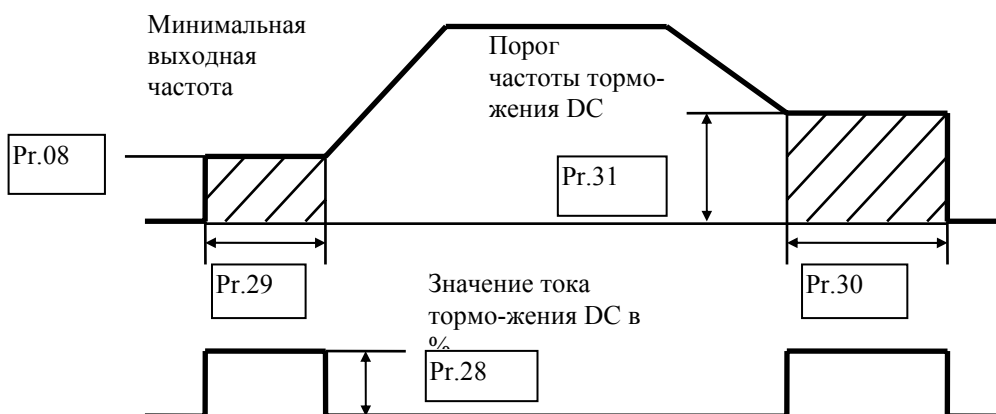 Минимальная
выходная
частота
Порог
частоты тормо-
жения DC
Pr.08
Pr.31
Pr.29
Значение тока
тормо-жения DC в
%
Pr.30
Pr.28